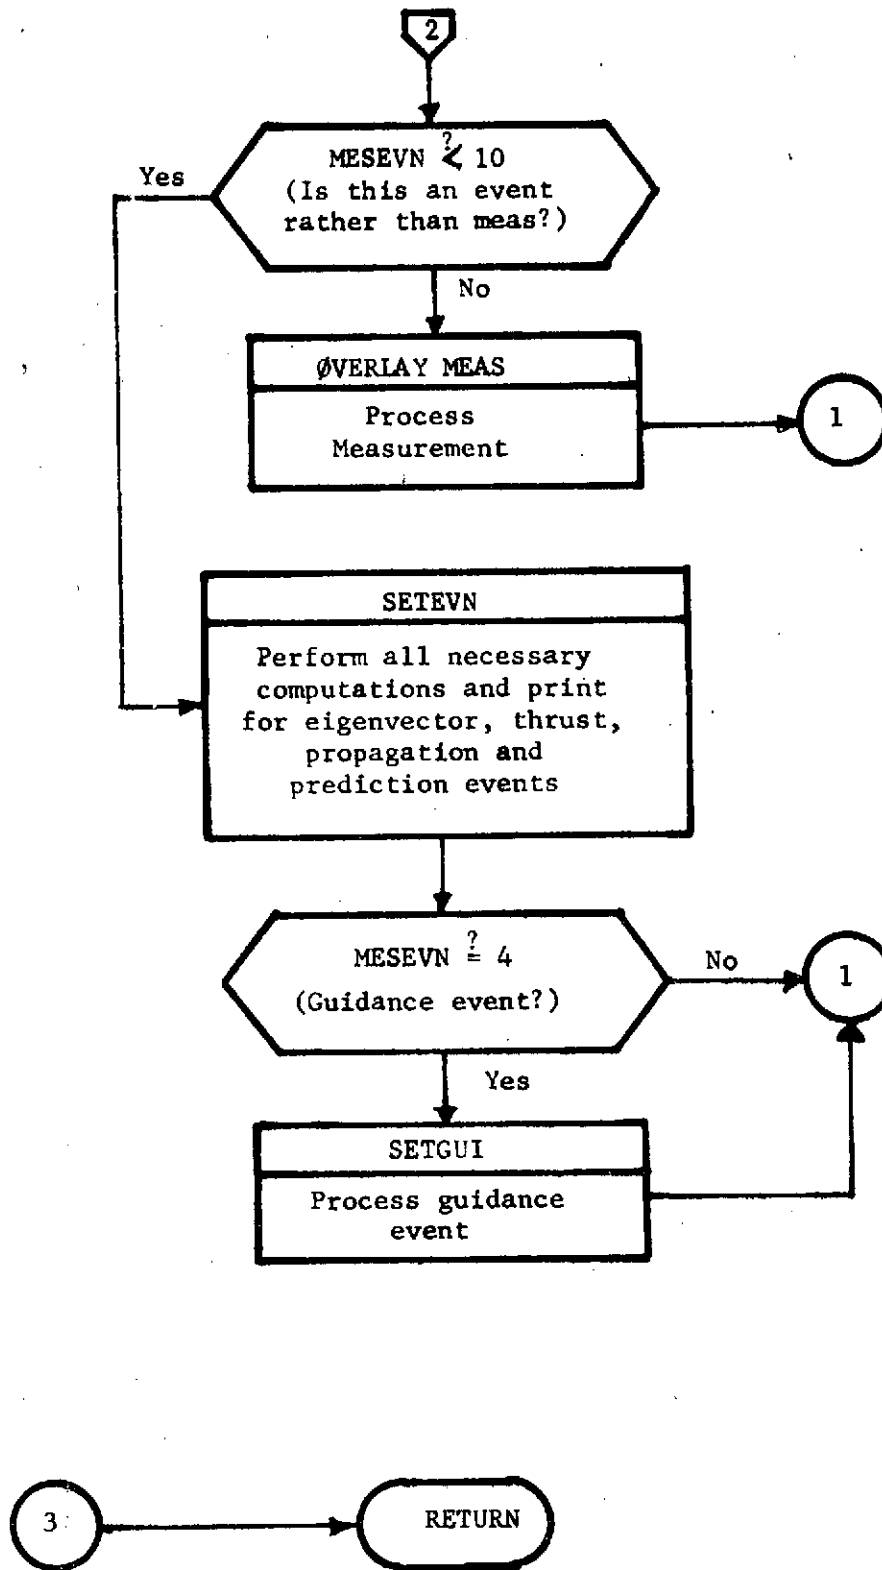 2
?
MESEVN < 10
(Is this an event
rather than meas?)
Yes
No
ØVERLAY MEAS
Process
Measurement
1
SETEVN
Perform all necessary
computations and print
for eigenvector, thrust,
propagation and
prediction events
?
MESEVN = 4
(Guidance event?)
No
1
Yes
SETGUI
Process guidance
event
3
RETURN